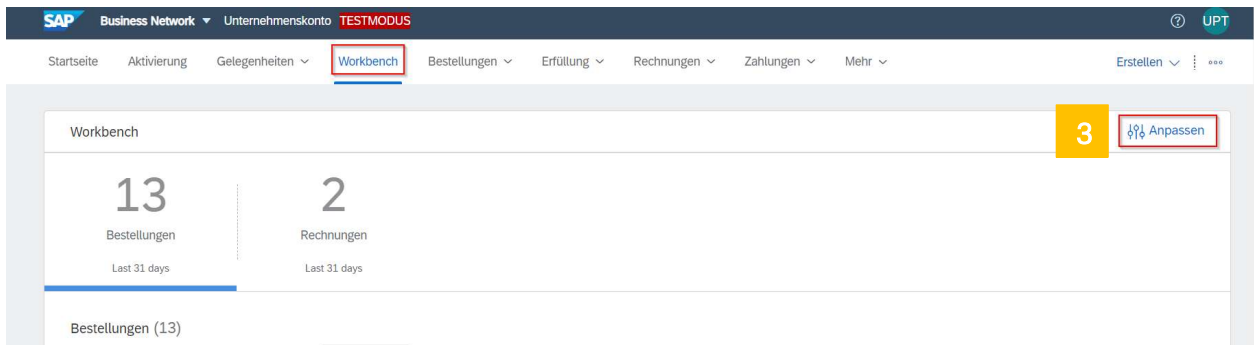 SAP Business Network Unternehmenskonto TESTMODUS UPT
Startseite Aktivierung Gelegenheiten Workbench Bestellungen Erfüllung Rechnungen Zahlungen Mehr Erstellen
Workbench 3 Anpassen
13 2
Bestellungen Rechnungen
Last 31 days Last 31 days
Bestellungen (13)